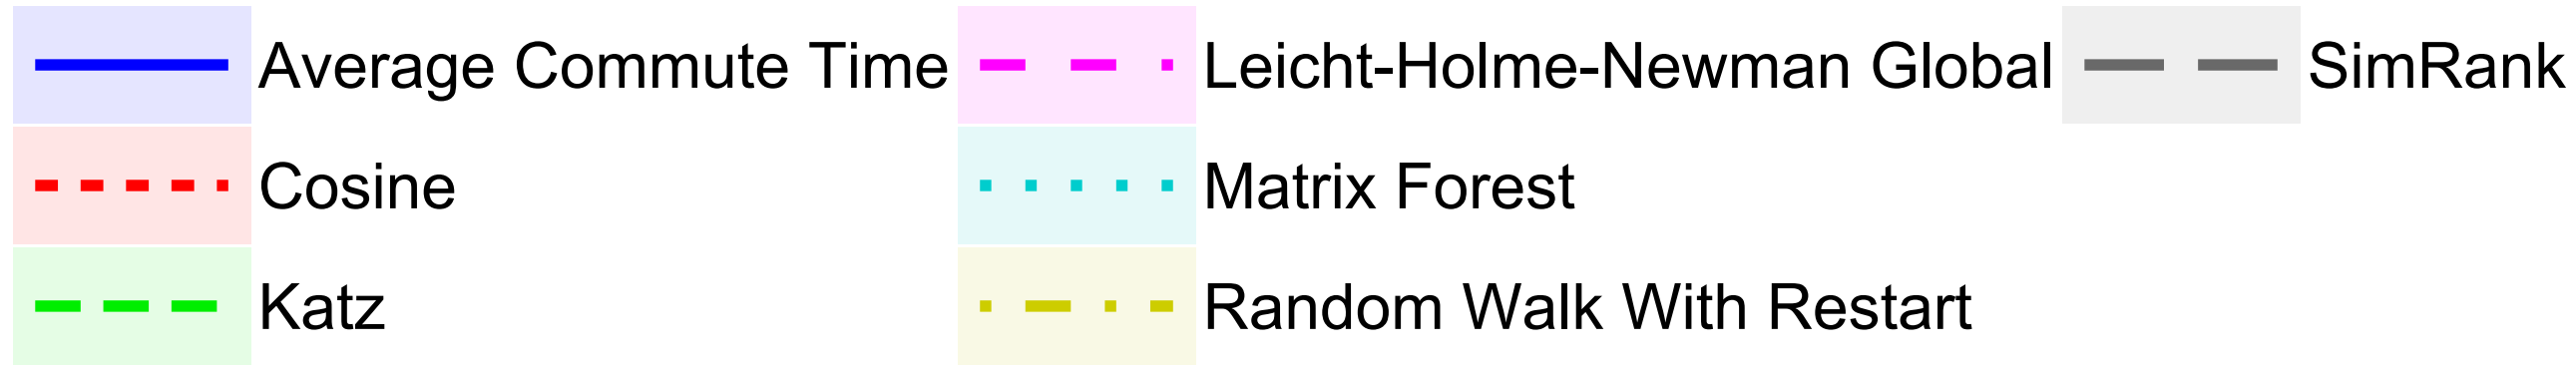 Average Commute Time
Cosine
Katz
Leicht-Holme-Newman Global
Matrix Forest
Random Walk With Restart
SimRank